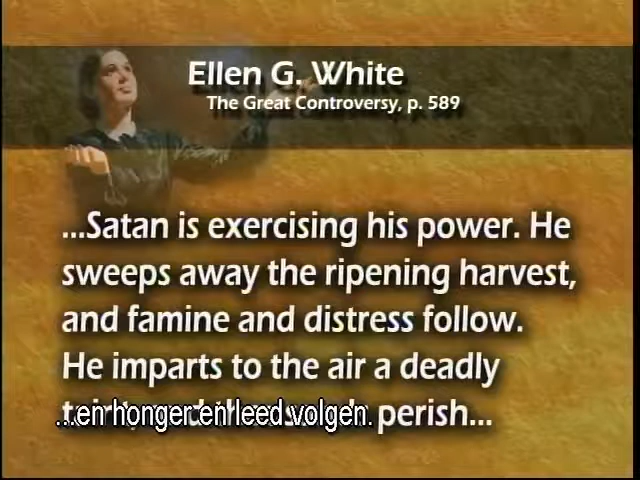 Ellen G. White
The Great Controversy, p. 589
...Satan is exercising his power. He
sweeps away the ripening harvest,
and famine and distress follow.
He imparts to the air a deadly
perish...
...en honger en leed volgen.